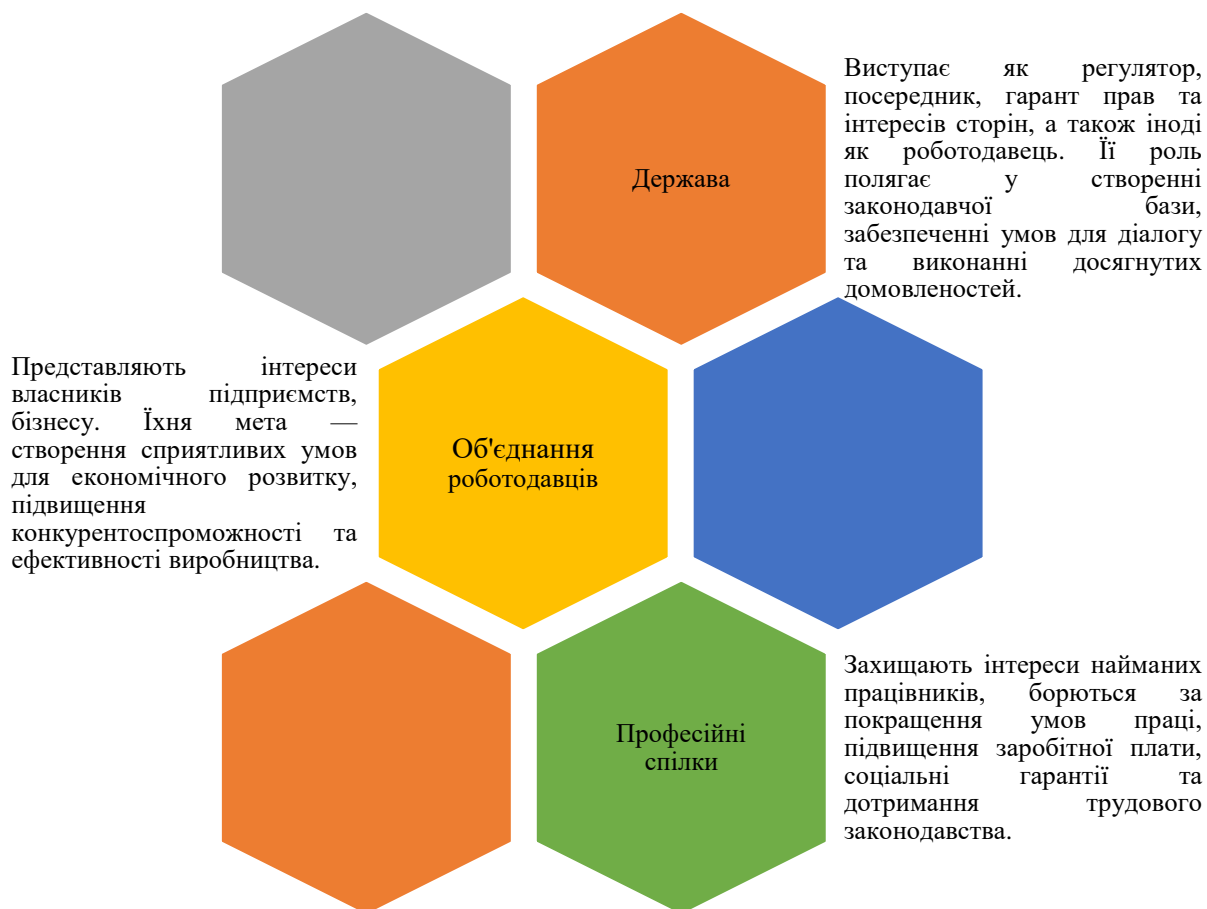 Держава
Виступає як регулятор,
посередник, гарант прав та
інтересів сторін, а також іноді
як роботодавець. Її роль
полягає у створенні
законодавчої бази,
забезпеченні умов для діалогу
та виконанні досягнутих
домовленостей.
Представляють інтереси
власників підприємств,
бізнесу. Їхня мета —
створення сприятливих умов
для економічного розвитку,
підвищення
конкурентоспроможності та
ефективності виробництва.
Об'єднання
роботодавців
Професійні
спілки
Захищають інтереси найманих
працівників, борються за
покращення умов праці,
підвищення заробітної плати,
соціальні гарантії та
дотримання трудового
законодавства.